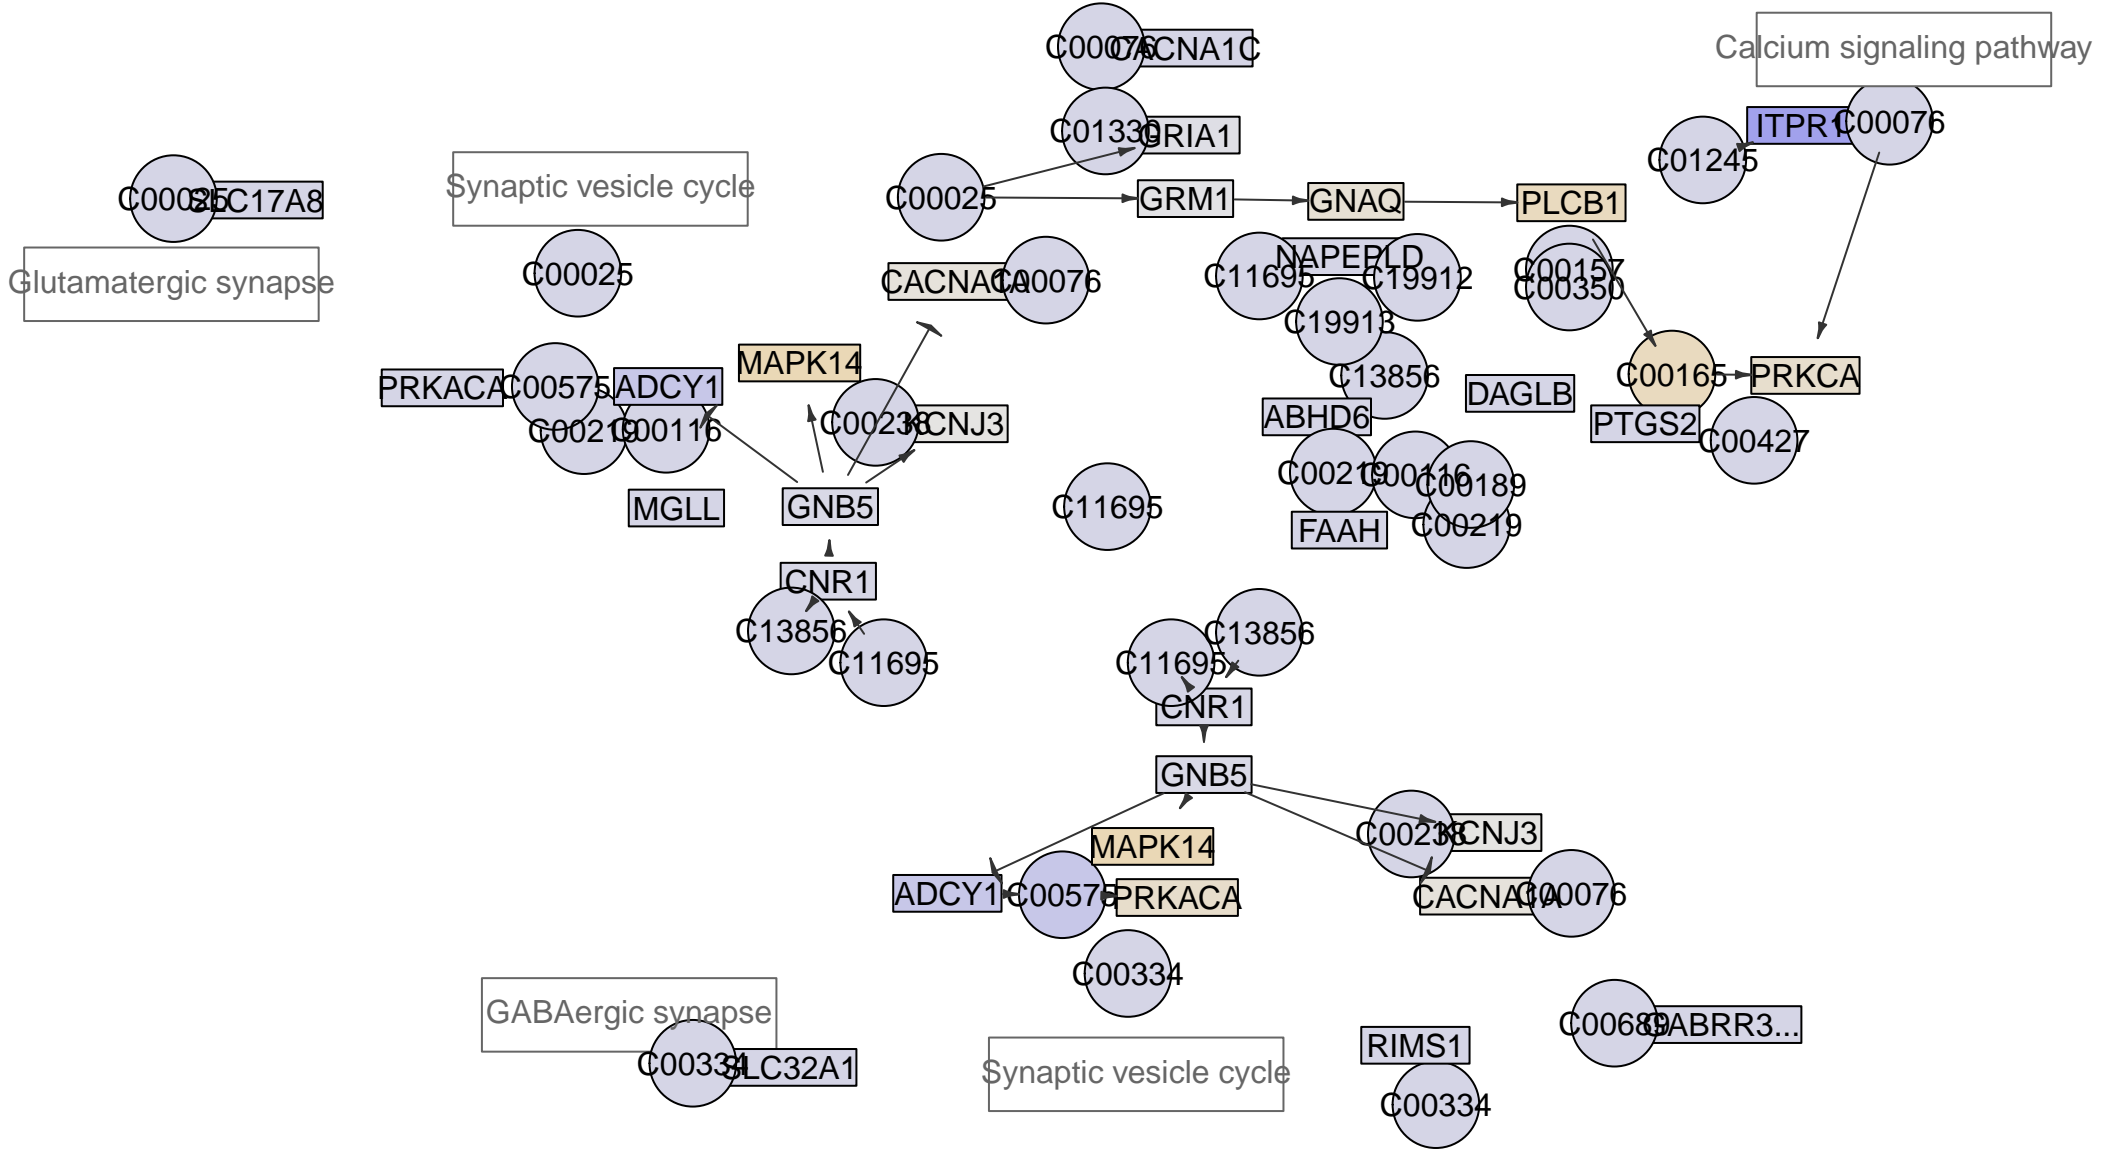 C00076
CACNA1C
Calcium signaling pathway
C01330
GRIA1
ITPR1
C00076
C01245
Synaptic vesicle cycle
C00025
SLC17A8
C00025
GRM1
GNAQ
PLCB1
Glutamatergic synapse
C00025
CACNA1A
C00076
C11695
NAPEPLD
C19912
C00157
C00350
C19913
MAPK14
PRKACA
C00575
ADCY1
C13856
DAGLB
C00165
PRKCA
C00219
C00116
C00238
KCNJ3
ABHD6
PTGS2
C00427
C00219
C00116
C00189
MGLL
GNB5
C11695
FAAH
C00219
CNR1
C13856
C11695
C13856
C11695
CNR1
GNB5
MAPK14
C00238
KCNJ3
ADCY1
C00575
PRKACA
CACNA1A
C00076
C00334
GABAergic synapse
C00689
GABRR3...
C00334
SLC32A1
Synaptic vesicle cycle
RIMS1
C00334